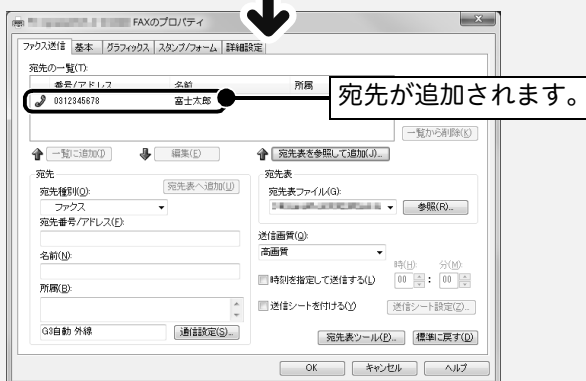 FAXのプロパティ
ファクス送信 基本 グラフィックス スタンプ/フォーム 詳細設定
宛先の一覧(T):
番号/アドレス 名前 所属
0312345678 富士太郎
宛先が追加されます。
一覧から削除(K)
一覧に追加(I) 編集(E) 宛先表を参照して追加(J)...
宛先 宛先表
宛先種別(O): 宛先表へ追加(U) 宛先表ファイル(G):
ファクス 参照(R)...
宛先番号/アドレス(F):
送信画質(Q):
名前(N): 高画質
時(H): 分(M):
所属(B): 時刻を指定して送信する(L) 00 : 00
送信シートを付ける(Y) 送信シート設定(Z)...
G3自動 外線 通信設定(S)... 宛先表ツール(P)... 標準に戻す(D)
OK キャンセル ヘルプ